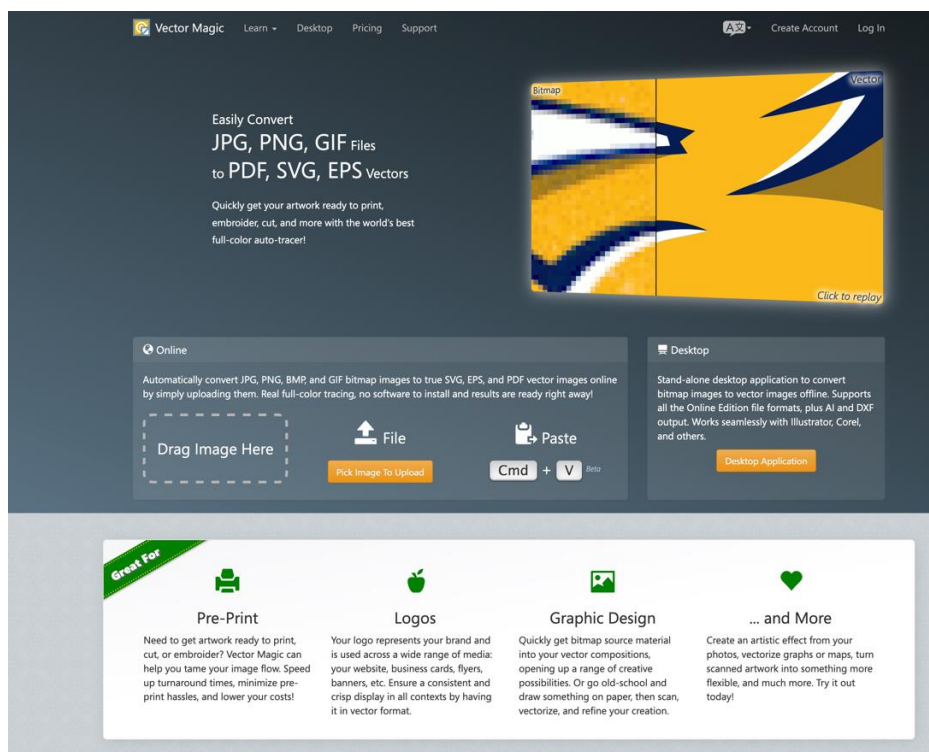 Vector Magic Learn Desktop Pricing Support A文 Create Account Log In
Easily Convert
JPG, PNG, GIF Files
to PDF, SVG, EPS Vectors
Quickly get your artwork ready to print,
embroider, cut, and more with the world's best
full-color auto-tracer!
Bitmap
Vector
Click to replay
Online
Automatically convert JPG, PNG, BMP, and GIF bitmap images to true SVG, EPS, and PDF vector images online
by simply uploading them. Real full-color tracing, no software to install and results are ready right away!
Drag Image Here
File
Pick Image To Upload
Paste
Cmd + V Beta
Desktop
Stand-alone desktop application to convert
bitmap images to vector images offline. Supports
all the Online Edition file formats, plus AI and DXF
output. Works seamlessly with Illustrator, Corel,
and others.
Desktop Application
Great For
Pre-Print
Need to get artwork ready to print,
cut, or embroider? Vector Magic can
help you tame your image flow. Speed
up turnaround times, minimize pre-
print hassles, and lower your costs!
Logos
Your logo represents your brand and
is used across a wide range of media:
your website, business cards, flyers,
banners, etc. Ensure a consistent and
crisp display in all contexts by having
it in vector format.
Graphic Design
Quickly get bitmap source material
into your vector compositions,
opening up a range of creative
possibilities. Or go old-school and
draw something on paper, then scan,
vectorize, and refine your creation.
... and More
Create an artistic effect from your
photos, vectorize graphs or maps, turn
scanned artwork into something more
flexible, and much more. Try it out
today!